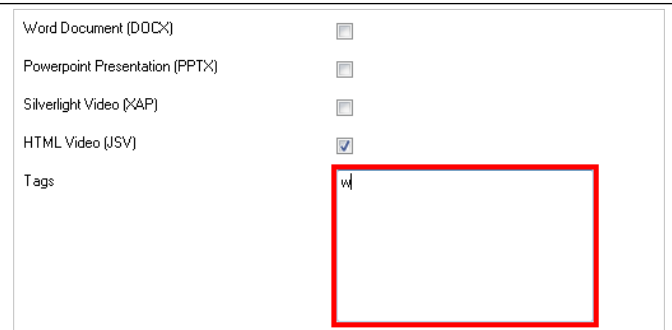 Word Document (DOCX)
Powerpoint Presentation (PPTX)
Silverlight Video (XAP)
HTML Video (JSV)
Tags w